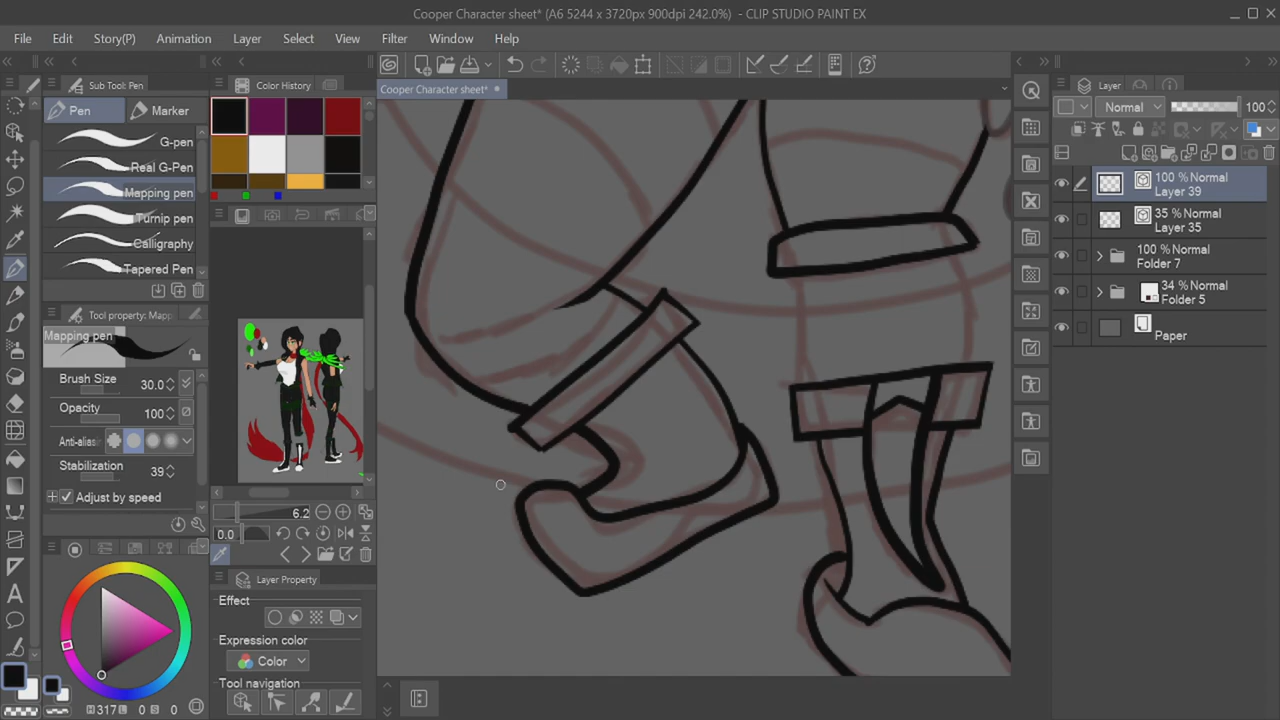 Cooper Character sheet* (A6 5244 x 3720px 900dpi 242.0%) - CLIP STUDIO PAINT EX
File Edit Story(P) Animation Layer Select View Filter Window Help
Sub Tool: Pen
Color History
Cooper Character sheet*
Layer
Pen
Marker
Normal
100
G-pen
Real G-Pen
Mapping pen
Turnip pen
Calligraphy
Tapered Pen
Tool property: Mapp
Mapping pen
Brush Size 30.0
Opacity 100
Anti-alias
Stabilization 39
Adjust by speed
6.2
0.0
Layer Property
Effect
Expression color
Color
Tool navigation
H 317 L 0 S 0
100 % Normal
Layer 39
35 % Normal
Layer 35
100 % Normal
Folder 7
34 % Normal
Folder 5
Paper